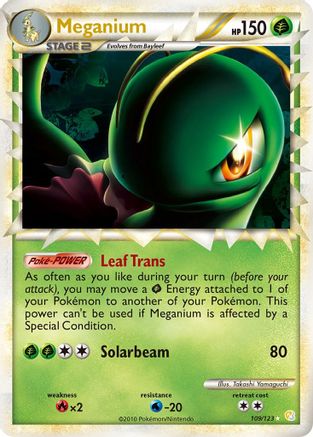 Meganium HP150
STAGE 2 Evolves from Bayleef
Poké-POWER Leaf Trans
As often as you like during your turn (before your
attack), you may move a Energy attached to 1 of
your Pokémon to another of your Pokémon. This
power can't be used if Meganium is affected by a
Special Condition.
Solarbeam 80
Illus. Takashi Yamaguchi
weakness resistance retreat cost
×2 -20
©2010 Pokémon/Nintendo 109/123